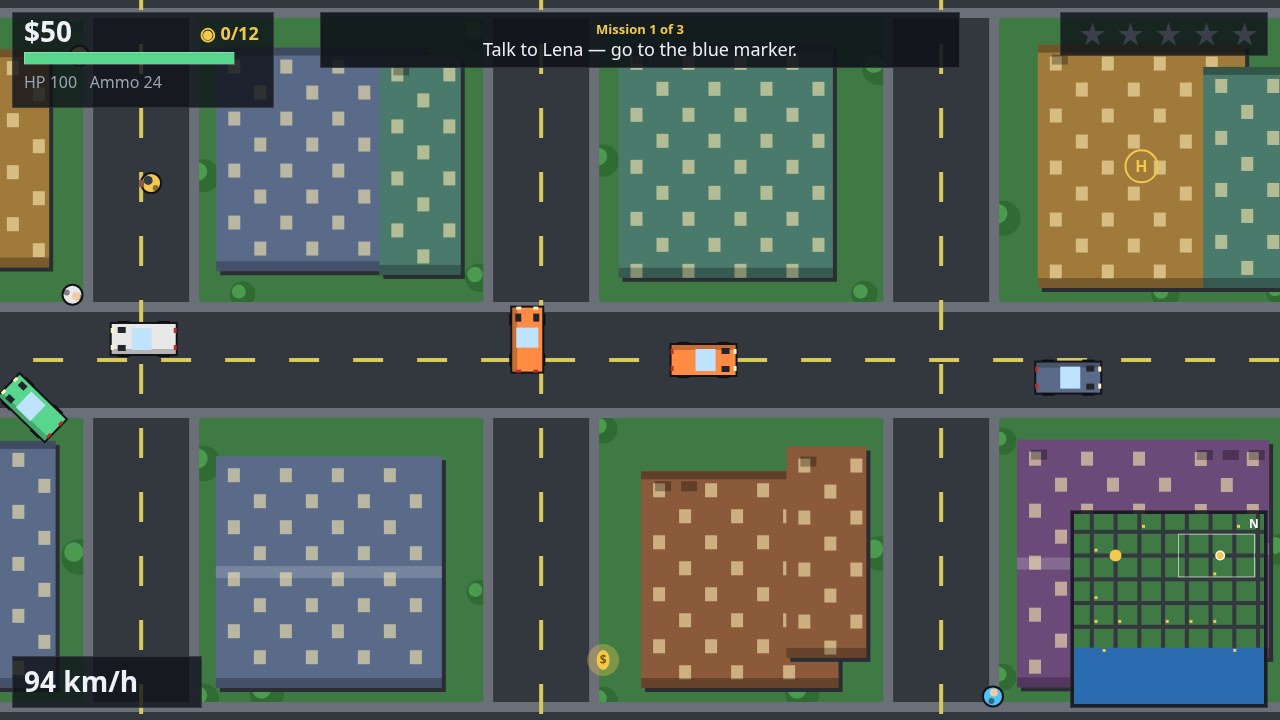 $50
◉ 0/12
HP 100 Ammo 24
Mission 1 of 3
Talk to Lena — go to the blue marker.
H
$
N
94 km/h